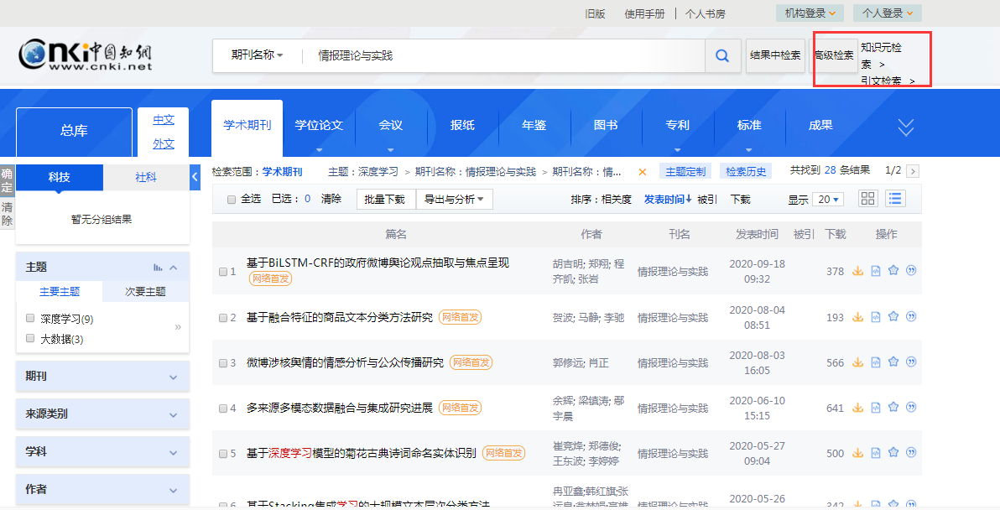 旧版 使用手册 个人书房 机构登录 个人登录
cnki中国知网
www.cnki.net
期刊名称 情报理论与实践 结果中检索 高级检索
知识元检
索 >
引文检索 >
总库 中文
外文
学术期刊 学位论文 会议 报纸 年鉴 图书 专利 标准 成果
确定
清除
科技 社科
暂无分组结果
检索范围：学术期刊 主题：深度学习 > 期刊名称：情报理论与实践 > 期刊名称：情... × 主题定制 检索历史 共找到 28 条结果 1/2 >
全选 已选：0 清除 批量下载 导出与分析 排序：相关度 发表时间↓ 被引 下载 显示 20
篇名 作者 刊名 发表时间 被引 下载 操作
主题
主要主题 次要主题
深度学习(9)
大数据(3)
»
期刊
来源类别
学科
作者
1 基于BiLSTM-CRF的政府微博舆论观点抽取与焦点呈现
网络首发
胡吉明; 郑翔; 程
齐凯; 张岩
情报理论与实践
2020-09-18
09:32
378
2 基于融合特征的商品文本分类方法研究 网络首发
贺波; 马静; 李驰
情报理论与实践
2020-08-04
08:51
193
3 微博涉核舆情的情感分析与公众传播研究 网络首发
郭修远; 肖正
情报理论与实践
2020-08-03
16:05
566
4 多来源多模态数据融合与集成研究进展 网络首发
余辉; 梁镇涛; 鄢
宇晨
情报理论与实践
2020-06-10
15:15
641
5 基于深度学习模型的菊花古典诗词命名实体识别 网络首发
崔竞烽; 郑德俊;
王东波; 李婷婷
情报理论与实践
2020-05-27
09:04
500
6 基于Stacking集成学习的大规模文本层次分类方法
冉亚鑫;韩红旗;张
2020-05-26
342